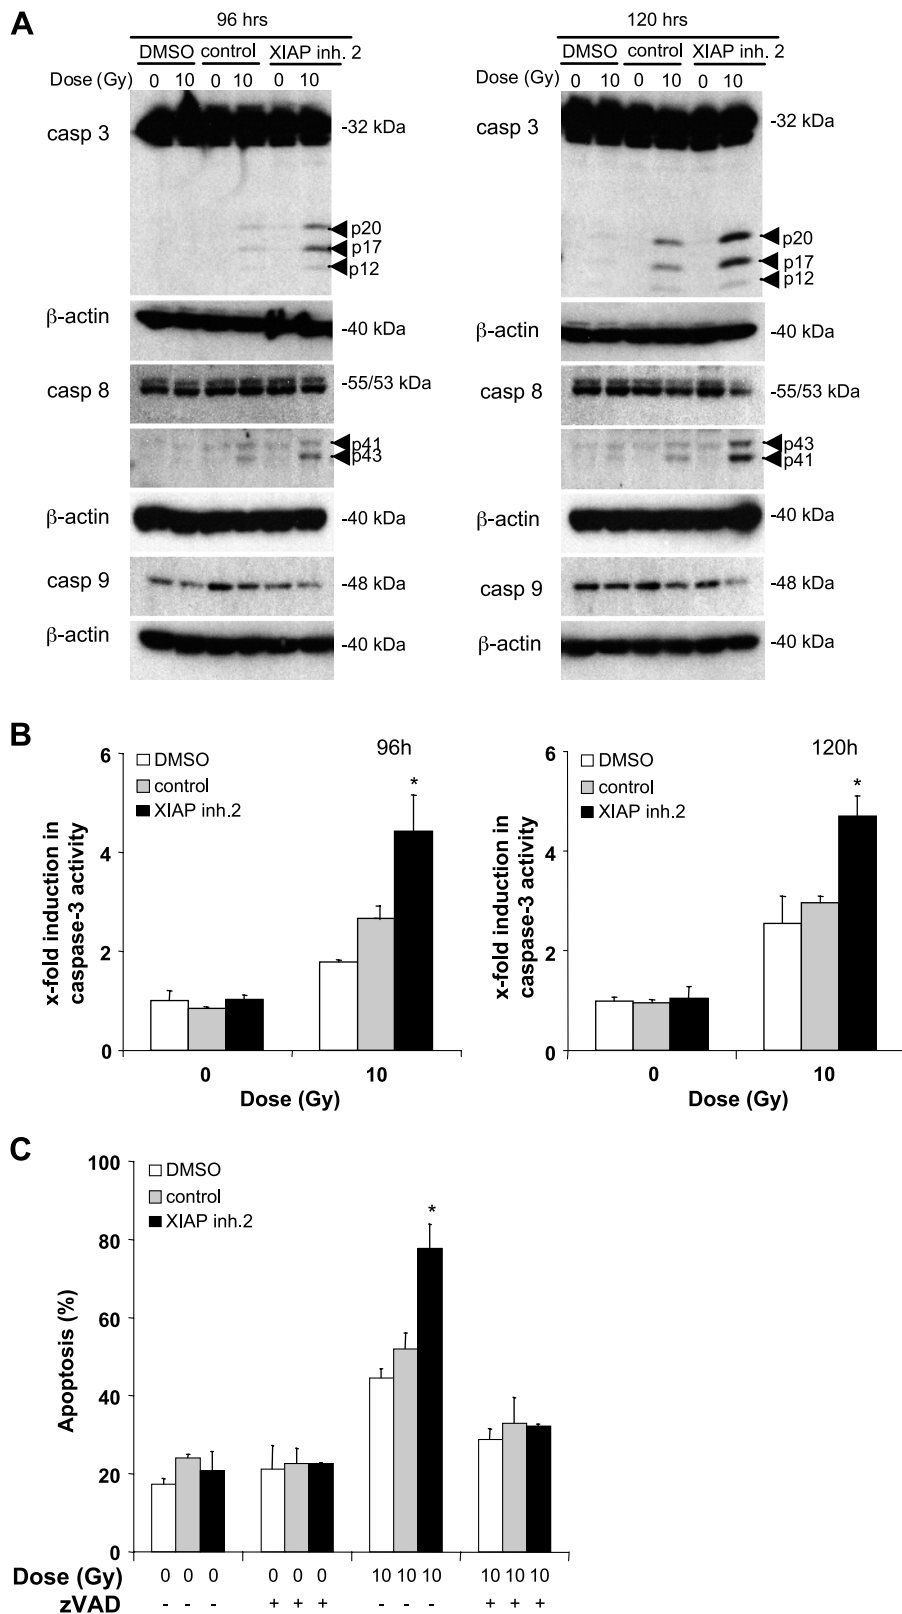 A
96 hrs
DMSO control XIAP inh. 2
Dose (Gy) 0 10 0 10 0 10
casp 3
-32 kDa
p20
p17
p12
β-actin
-40 kDa
casp 8
-55/53 kDa
p41
p43
β-actin
-40 kDa
casp 9
-48 kDa
β-actin
-40 kDa
120 hrs
DMSO control XIAP inh. 2
Dose (Gy) 0 10 0 10 0 10
casp 3
-32 kDa
p20
p17
p12
β-actin
-40 kDa
casp 8
-55/53 kDa
p43
p41
β-actin
-40 kDa
casp 9
-48 kDa
β-actin
-40 kDa
B
96h
DMSO
control
XIAP inh.2
*
x-fold induction in
caspase-3 activity
6
4
2
0
0 10
Dose (Gy)
120h
DMSO
control
XIAP inh.2
*
x-fold induction in
caspase-3 activity
6
4
2
0
0 10
Dose (Gy)
C
DMSO
control
XIAP inh.2
*
Apoptosis (%)
100
80
60
40
20
0
Dose (Gy) 0 0 0 0 0 0 10 10 10 10 10 10
zVAD - - - + + + - - - + + +